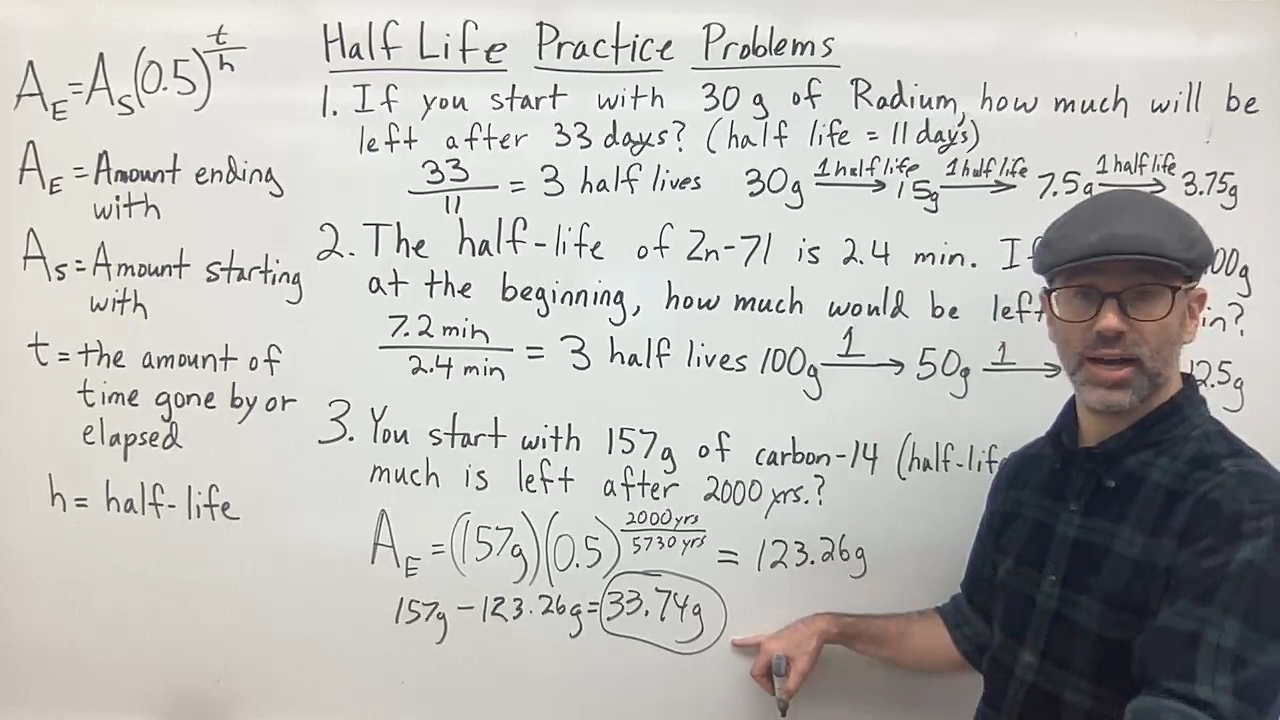 Half Life Practice Problems
A_E = A_S(0.5)^(t/h)
A_E = Amount ending
with
A_S = Amount starting
with
t = the amount of
time gone by or
elapsed
h = half-life
1. If you start with 30 g of Radium, how much will be
left after 33 days? (half life = 11 days)
33/11 = 3 half lives 30g 1 half life → 15g 1 half life → 7.5g 1 half life → 3.75g
2. The half-life of Zn-71 is 2.4 min. If 00g
at the beginning, how much would be left in?
7.2 min/2.4 min = 3 half lives 100g 1 → 50g 1 → 12.5g
3. You start with 157g of carbon-14 (half-life
much is left after 2000 yrs.?
A_E = (157g)(0.5)^(2000 yrs/5730 yrs) = 123.26g
157g - 123.26g = 33.74g